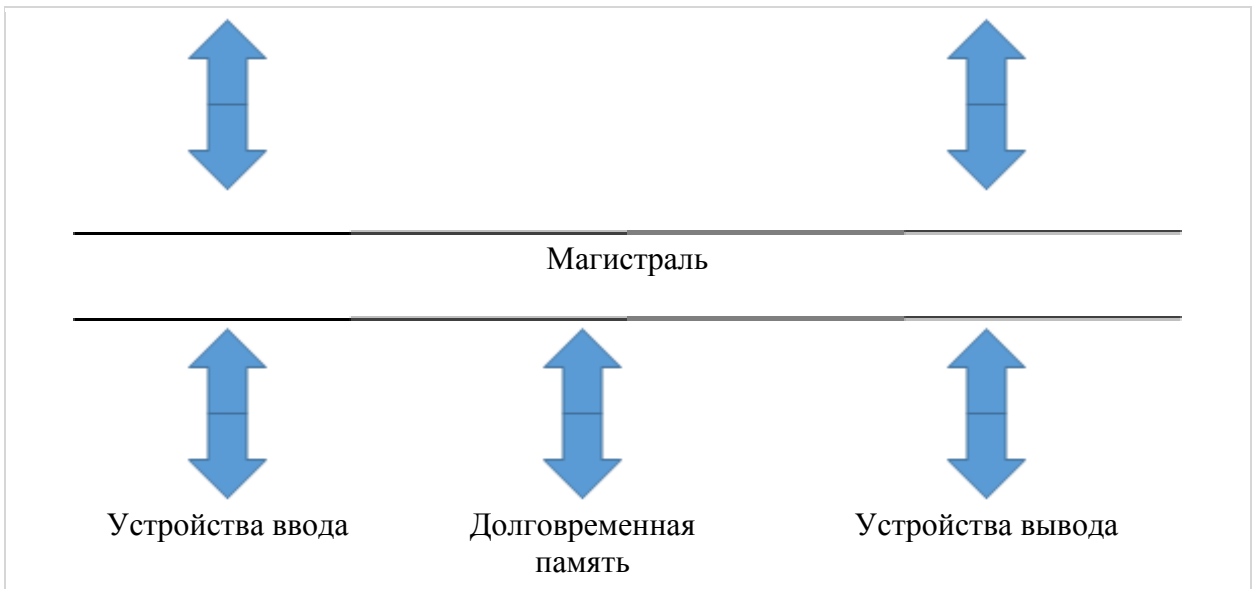 Магистраль
Устройства ввода
Долговременная
память
Устройства вывода